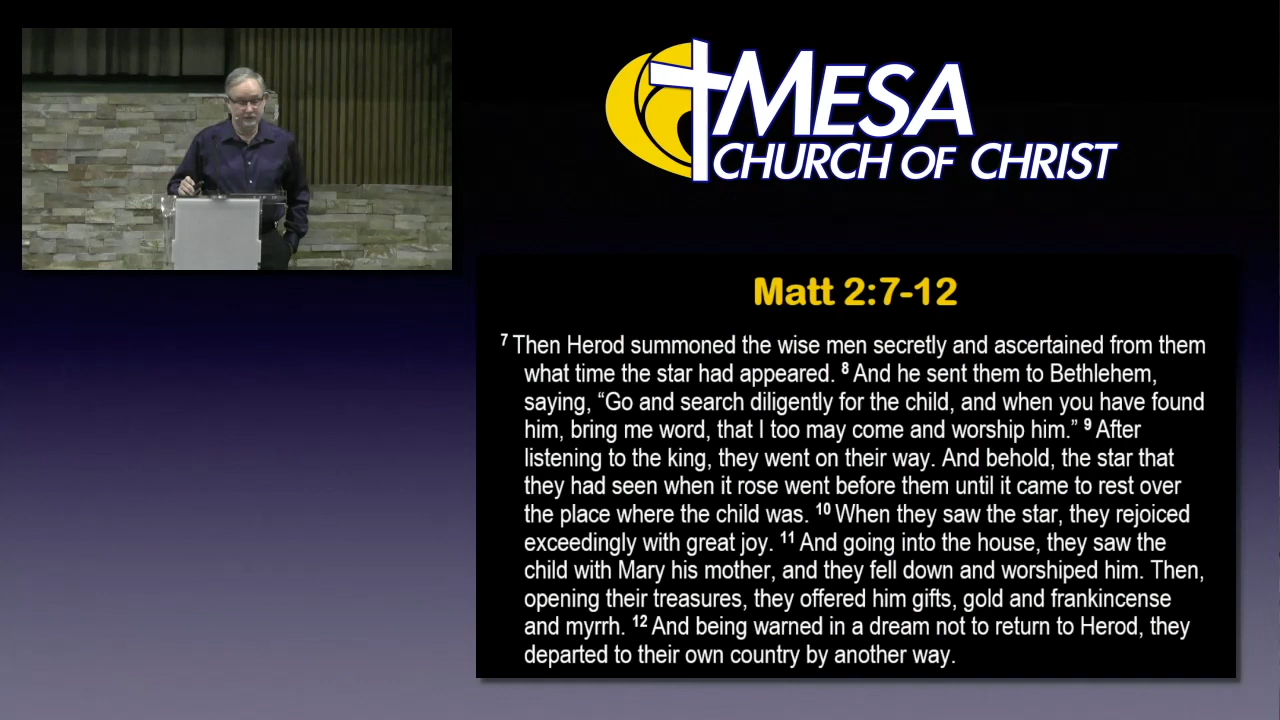 MESA
CHURCH OF CHRIST
Matt 2:7-12
7 Then Herod summoned the wise men secretly and ascertained from them
what time the star had appeared. 8 And he sent them to Bethlehem,
saying, “Go and search diligently for the child, and when you have found
him, bring me word, that I too may come and worship him.” 9 After
listening to the king, they went on their way. And behold, the star that
they had seen when it rose went before them until it came to rest over
the place where the child was. 10 When they saw the star, they rejoiced
exceedingly with great joy. 11 And going into the house, they saw the
child with Mary his mother, and they fell down and worshiped him. Then,
opening their treasures, they offered him gifts, gold and frankincense
and myrrh. 12 And being warned in a dream not to return to Herod, they
departed to their own country by another way.